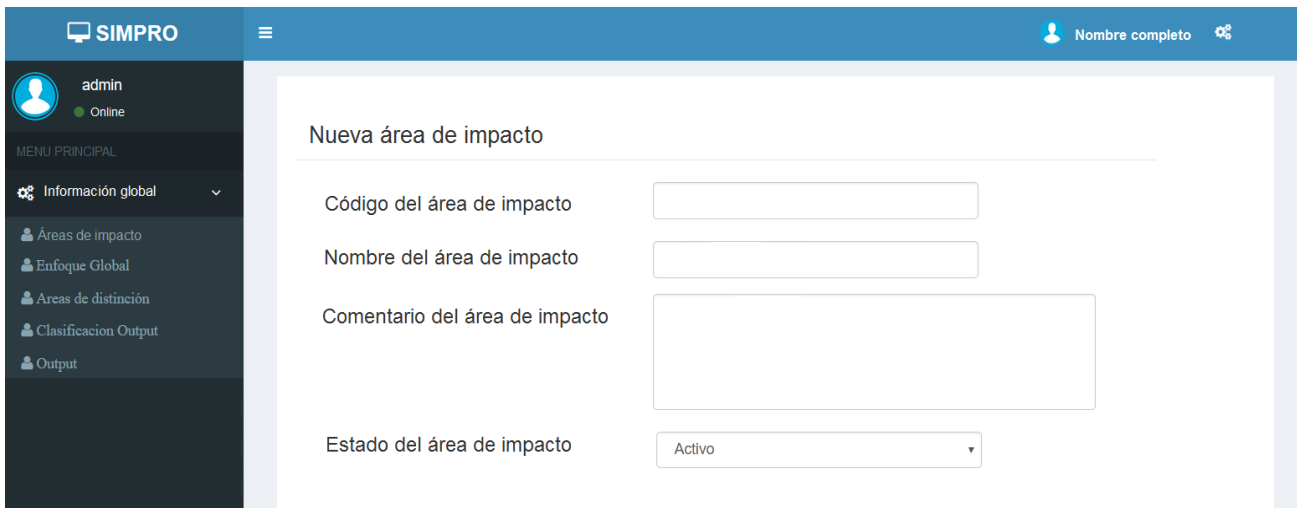 SIMPRO
Nombre completo
admin
Online
MENU PRINCIPAL
Información global
Áreas de impacto
Enfoque Global
Areas de distinción
Clasificacion Output
Output
Nueva área de impacto
Código del área de impacto
Nombre del área de impacto
Comentario del área de impacto
Estado del área de impacto
Activo